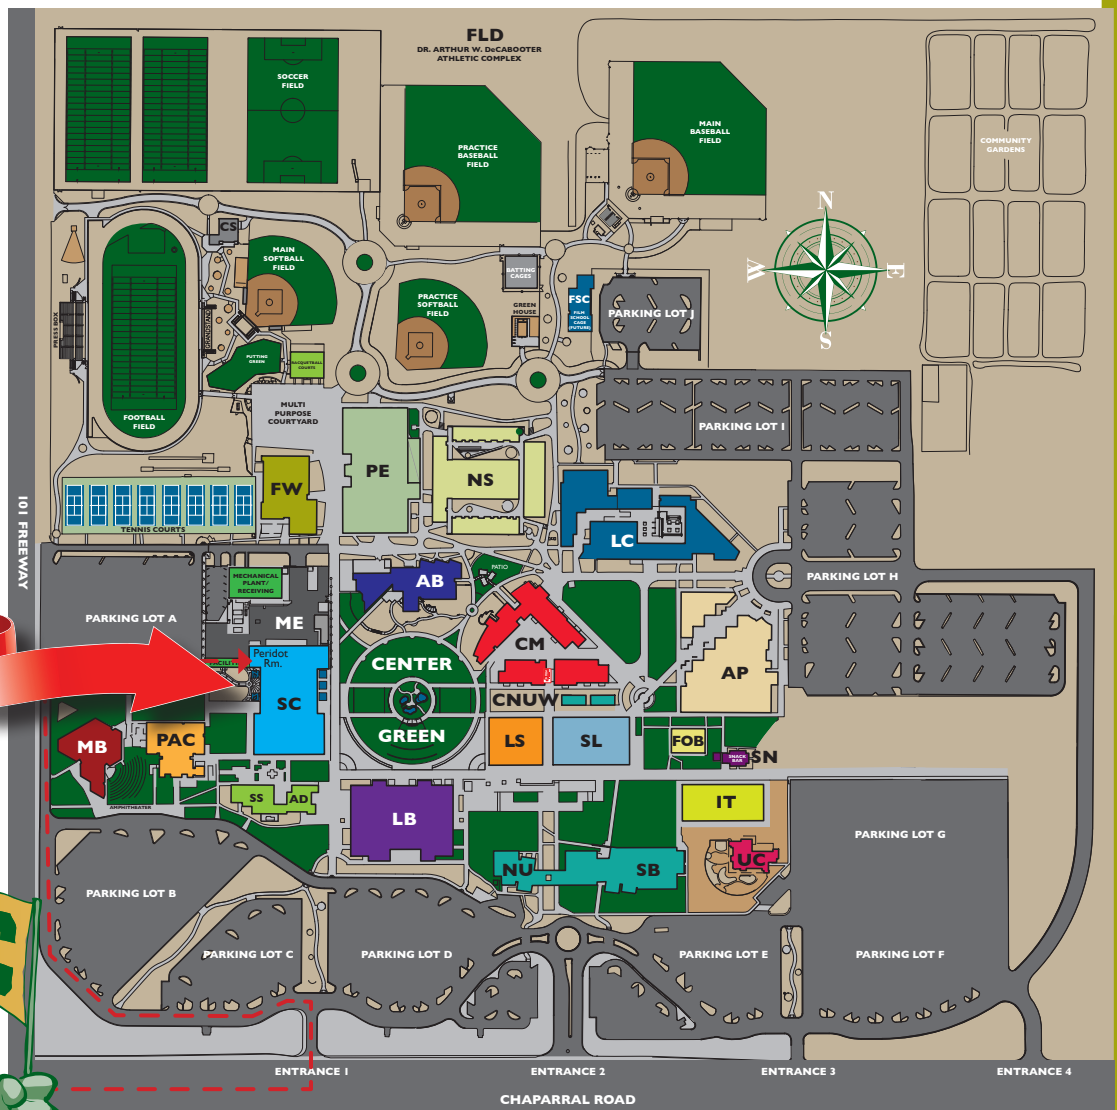 FLD
DR. ARTHUR W. DeCABOOTER
ATHLETIC COMPLEX
SOCCER
FIELD
PRACTICE
BASEBALL
FIELD
MAIN
BASEBALL
FIELD
COMMUNITY
GARDENS
N
W
E
S
CS
MAIN
SOFTBALL
FIELD
BATTING
CAGES
PRACTICE
SOFTBALL
FIELD
GREEN
HOUSE
FSC
FILM
SCHOOL
CAGE
(FUTURE)
PARKING LOT J
PRESS BOX
GRANDSTAND
PUTTING
GREEN
RACQUETBALL
COURTS
FOOTBALL
FIELD
MULTI
PURPOSE
COURTYARD
PARKING LOT I
PE
NS
FW
TENNIS COURTS
LC
101 FREEWAY
PATIO
AB
MECHANICAL
PLANT/
RECEIVING
PARKING LOT H
PARKING LOT A
ME
CM
Peridot
Rm.
CENTER
GREEN
SC
CNUW
AP
MB
PAC
LS
SL
FOB
SNACK
BAR
SN
AMPHITHEATER
SS
AD
LB
IT
UC
NU
SB
PARKING LOT G
PARKING LOT B
PARKING LOT C
PARKING LOT D
PARKING LOT E
PARKING LOT F
ENTRANCE 1
ENTRANCE 2
ENTRANCE 3
ENTRANCE 4
CHAPARRAL ROAD